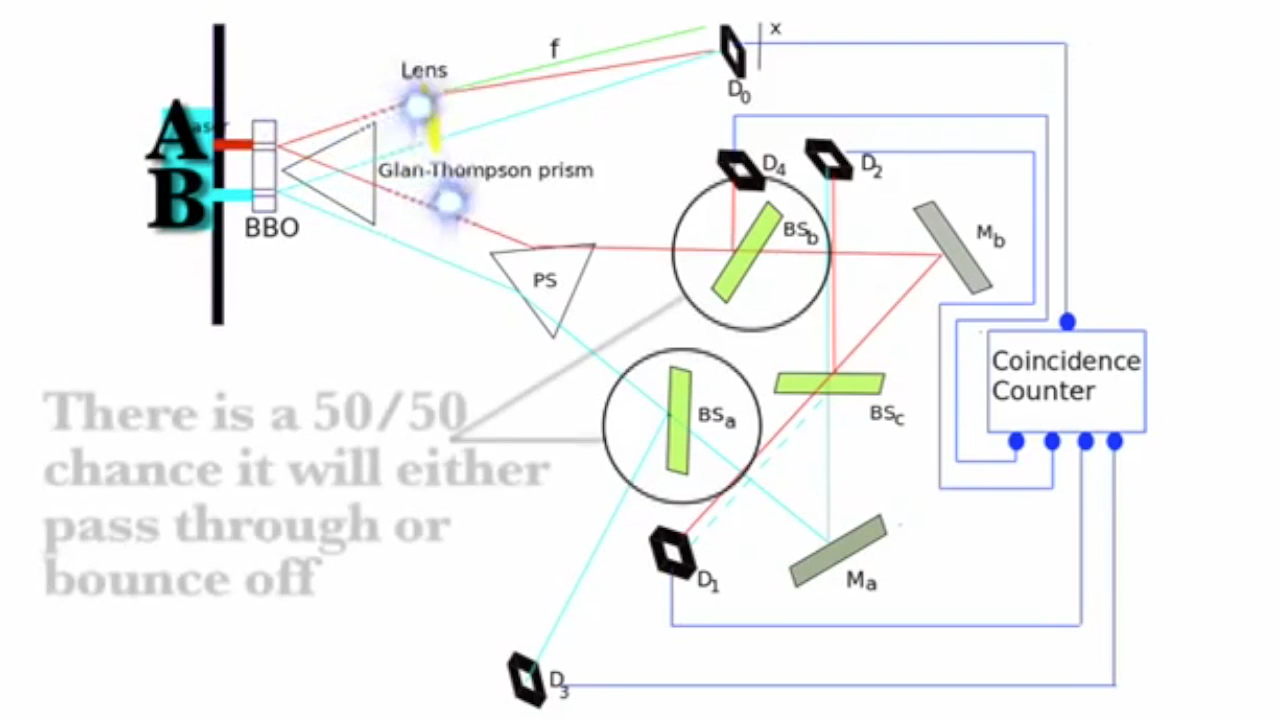 x
f
Lens
D0
A
aser
B
D4
D2
Glan-Thompson prism
BBO
BSb
Mb
PS
Coincidence
Counter
BSa
BSc
There is a 50/50
chance it will either
pass through or
bounce off
D1
Ma
D3